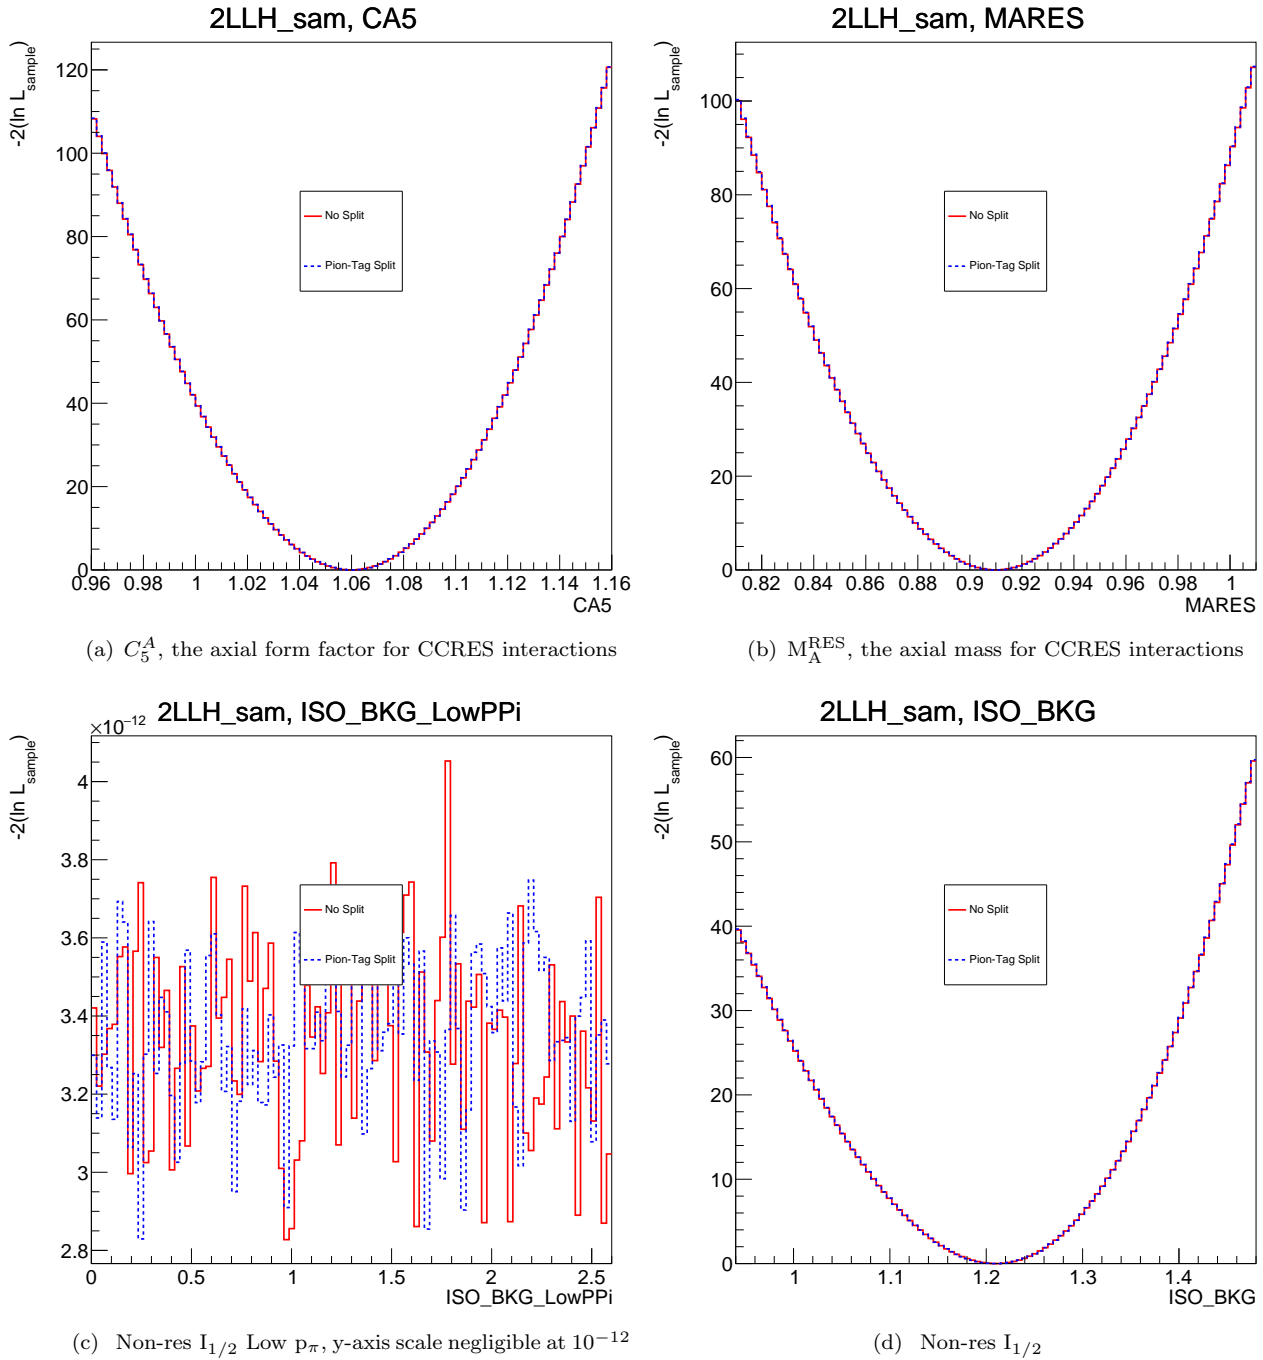 2LLH_sam, CA5
-2(ln L_sample)
120
100
80
60
40
20
0
0.96 0.98 1 1.02 1.04 1.06 1.08 1.1 1.12 1.14 1.16
CA5
No Split
Pion-Tag Split
(a) C_5^A, the axial form factor for CCRES interactions
2LLH_sam, MARES
-2(ln L_sample)
100
80
60
40
20
0
0.82 0.84 0.86 0.88 0.9 0.92 0.94 0.96 0.98 1
MARES
No Split
Pion-Tag Split
(b) M_A^RES, the axial mass for CCRES interactions
2LLH_sam, ISO_BKG_LowPPi
×10^−12
-2(ln L_sample)
4
3.8
3.6
3.4
3.2
3
2.8
0 0.5 1 1.5 2 2.5
ISO_BKG_LowPPi
No Split
Pion-Tag Split
(c) Non-res I_1/2 Low p_π, y-axis scale negligible at 10^−12
2LLH_sam, ISO_BKG
-2(ln L_sample)
60
50
40
30
20
10
0
1 1.1 1.2 1.3 1.4
ISO_BKG
No Split
Pion-Tag Split
(d) Non-res I_1/2